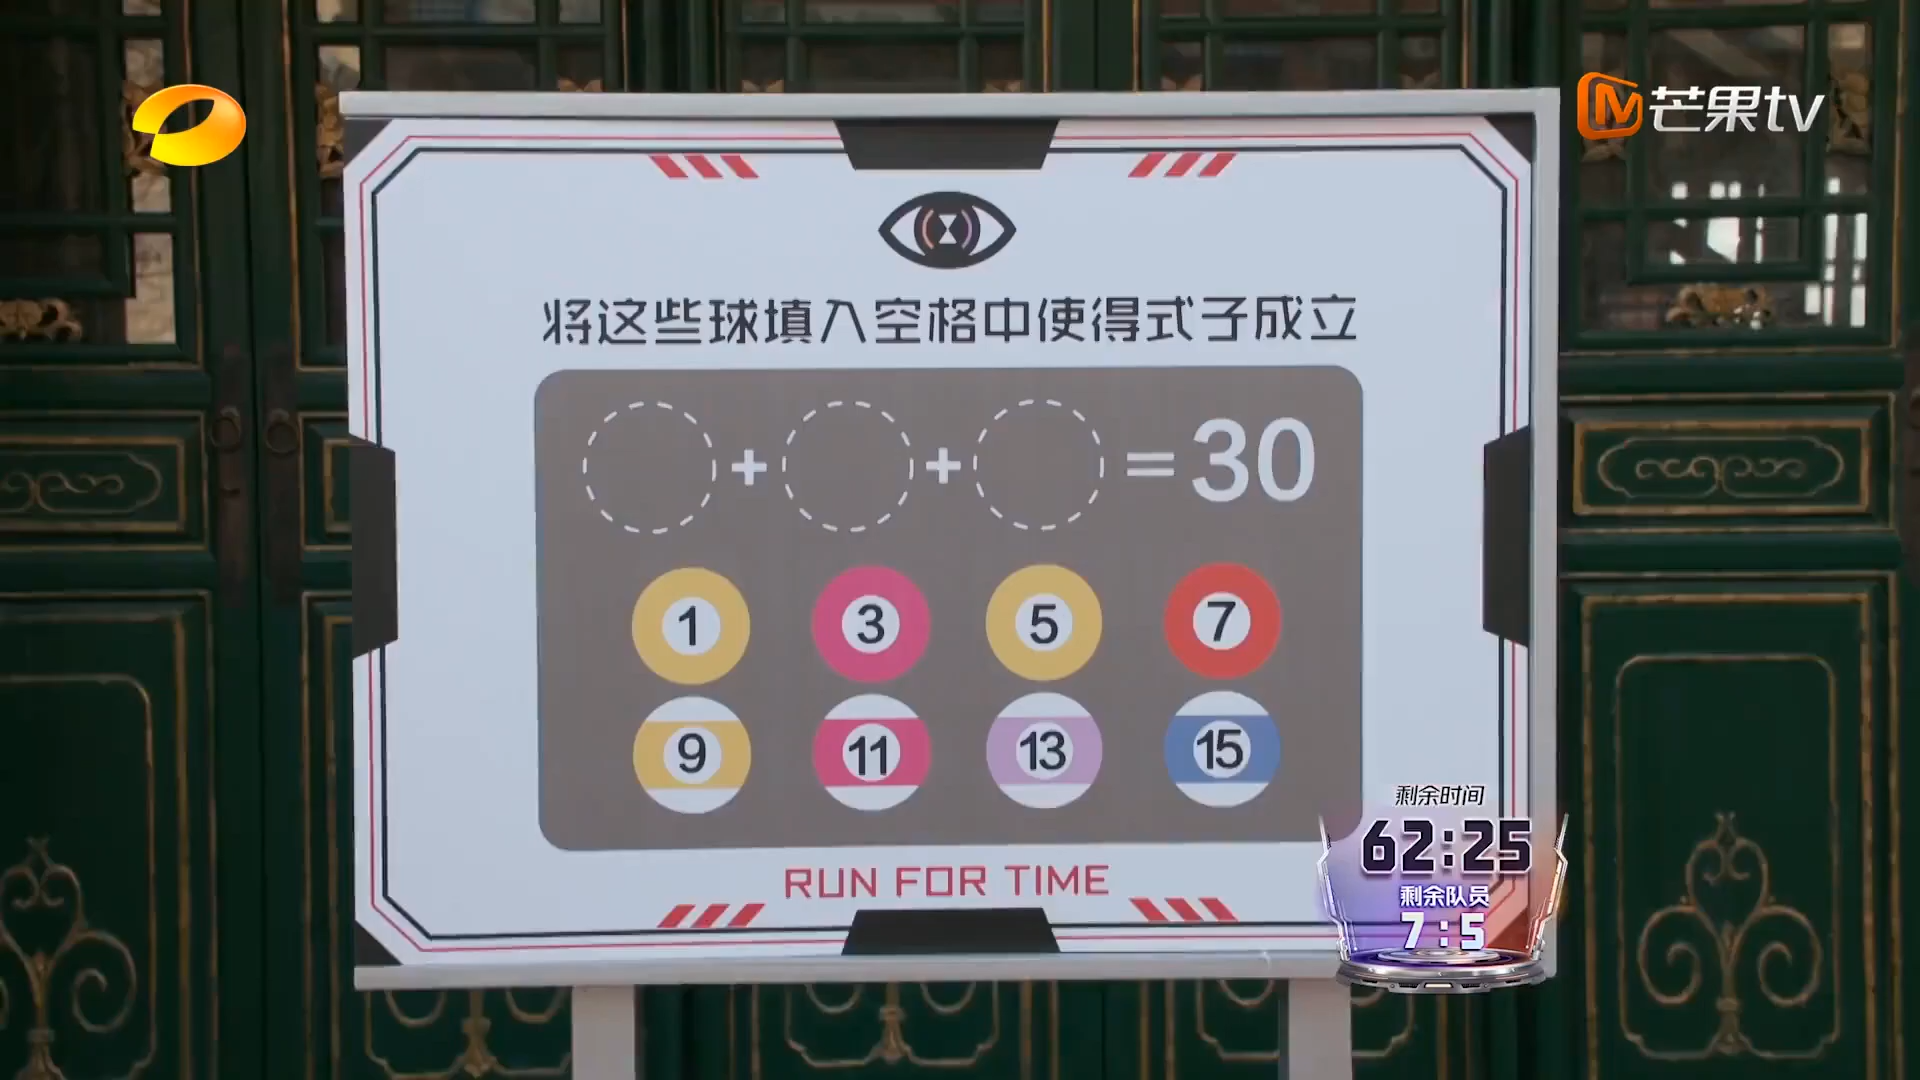 芒果tv
将这些球填入空格中使得式子成立
+ + =30
1 3 5 7
9 11 13 15
RUN FOR TIME
剩余时间
62:25
剩余队员
7:5